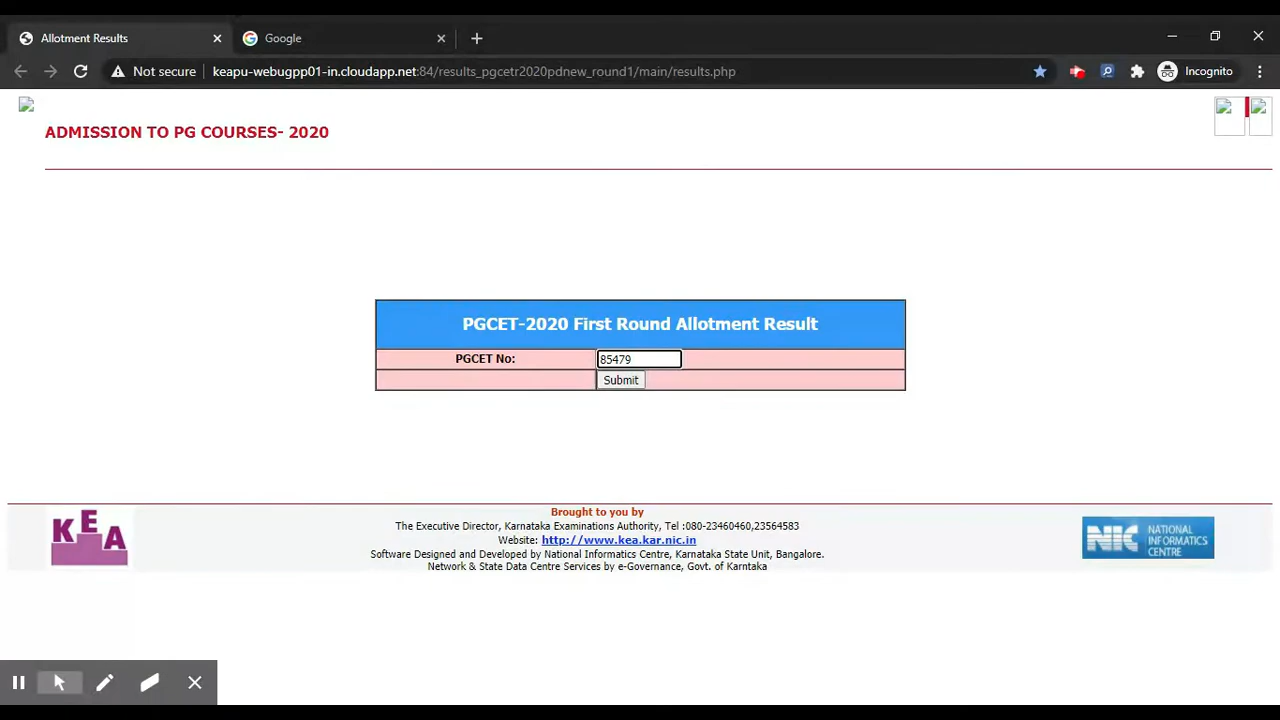 Allotment Results
Google
Not secure
keapu-webugpp01-in.cloudapp.net:84/results_pgcetr2020pdnew_round1/main/results.php
Incognito
ADMISSION TO PG COURSES- 2020
PGCET-2020 First Round Allotment Result
PGCET No:
85479
Submit
Brought to you by
The Executive Director, Karnataka Examinations Authority, Tel :080-23460460,23564583
Website: http://www.kea.kar.nic.in
Software Designed and Developed by National Informatics Centre, Karnataka State Unit, Bangalore.
Network & State Data Centre Services by e-Governance, Govt. of Karntaka
KEA
NIC
NATIONAL
INFORMATICS
CENTRE